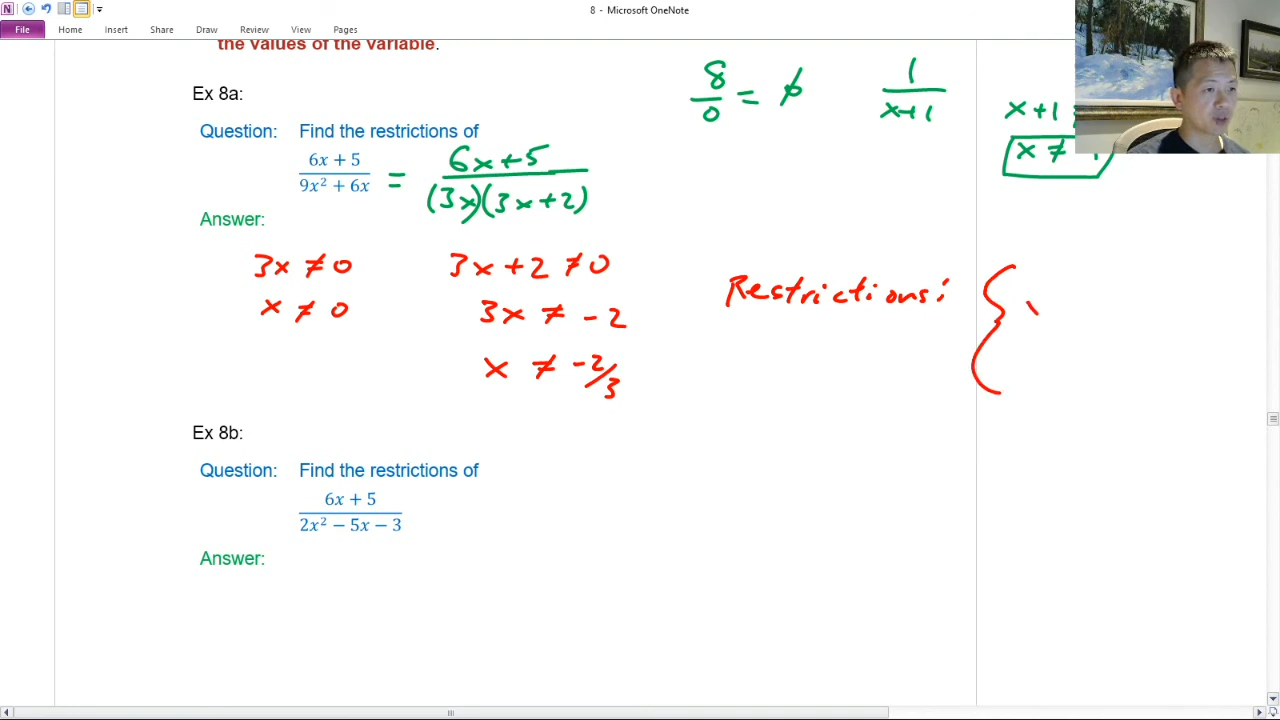 8 - Microsoft OneNote
File Home Insert Share Draw Review View Pages
the values of the variable.
Ex 8a:
8/0 = ∅
1/(x+1)
x+1 ≠
x ≠
Question: Find the restrictions of
(6x + 5)/(9x² + 6x) = (6x+5)/((3x)(3x+2))
Answer:
3x ≠ 0
3x + 2 ≠ 0
x ≠ 0
3x ≠ -2
x ≠ -2/3
Restrictions: {
Ex 8b:
Question: Find the restrictions of
(6x + 5)/(2x² − 5x − 3)
Answer: